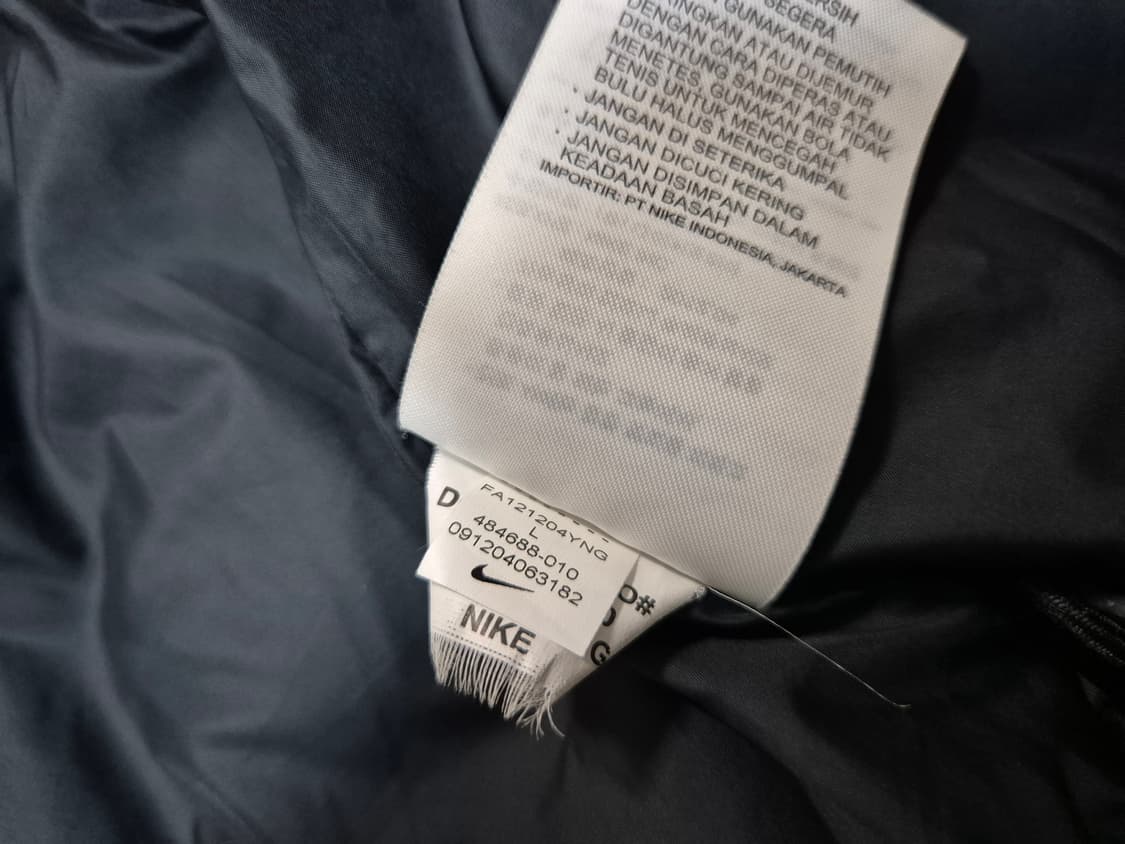 BERSIH
SEGERA
GUNAKAN PEMUTIH
ATAU DIJEMUR
DENGAN CARA DIPERAS ATAU
DIGANTUNG SAMPAI AIR TIDAK
MENETES, GUNAKAN BOLA
TENIS UNTUK MENCEGAH
BULU HALUS MENGGUMPAL
· JANGAN DI SETERIKA
JANGAN DICUCI KERING
· JANGAN DISIMPAN DALAM
KEADAAN BASAH
IMPORTIR: PT NIKE INDONESIA, JAKARTA
D
FA121204YNG
L
484688-010
091204063182
O#
NIKE
G